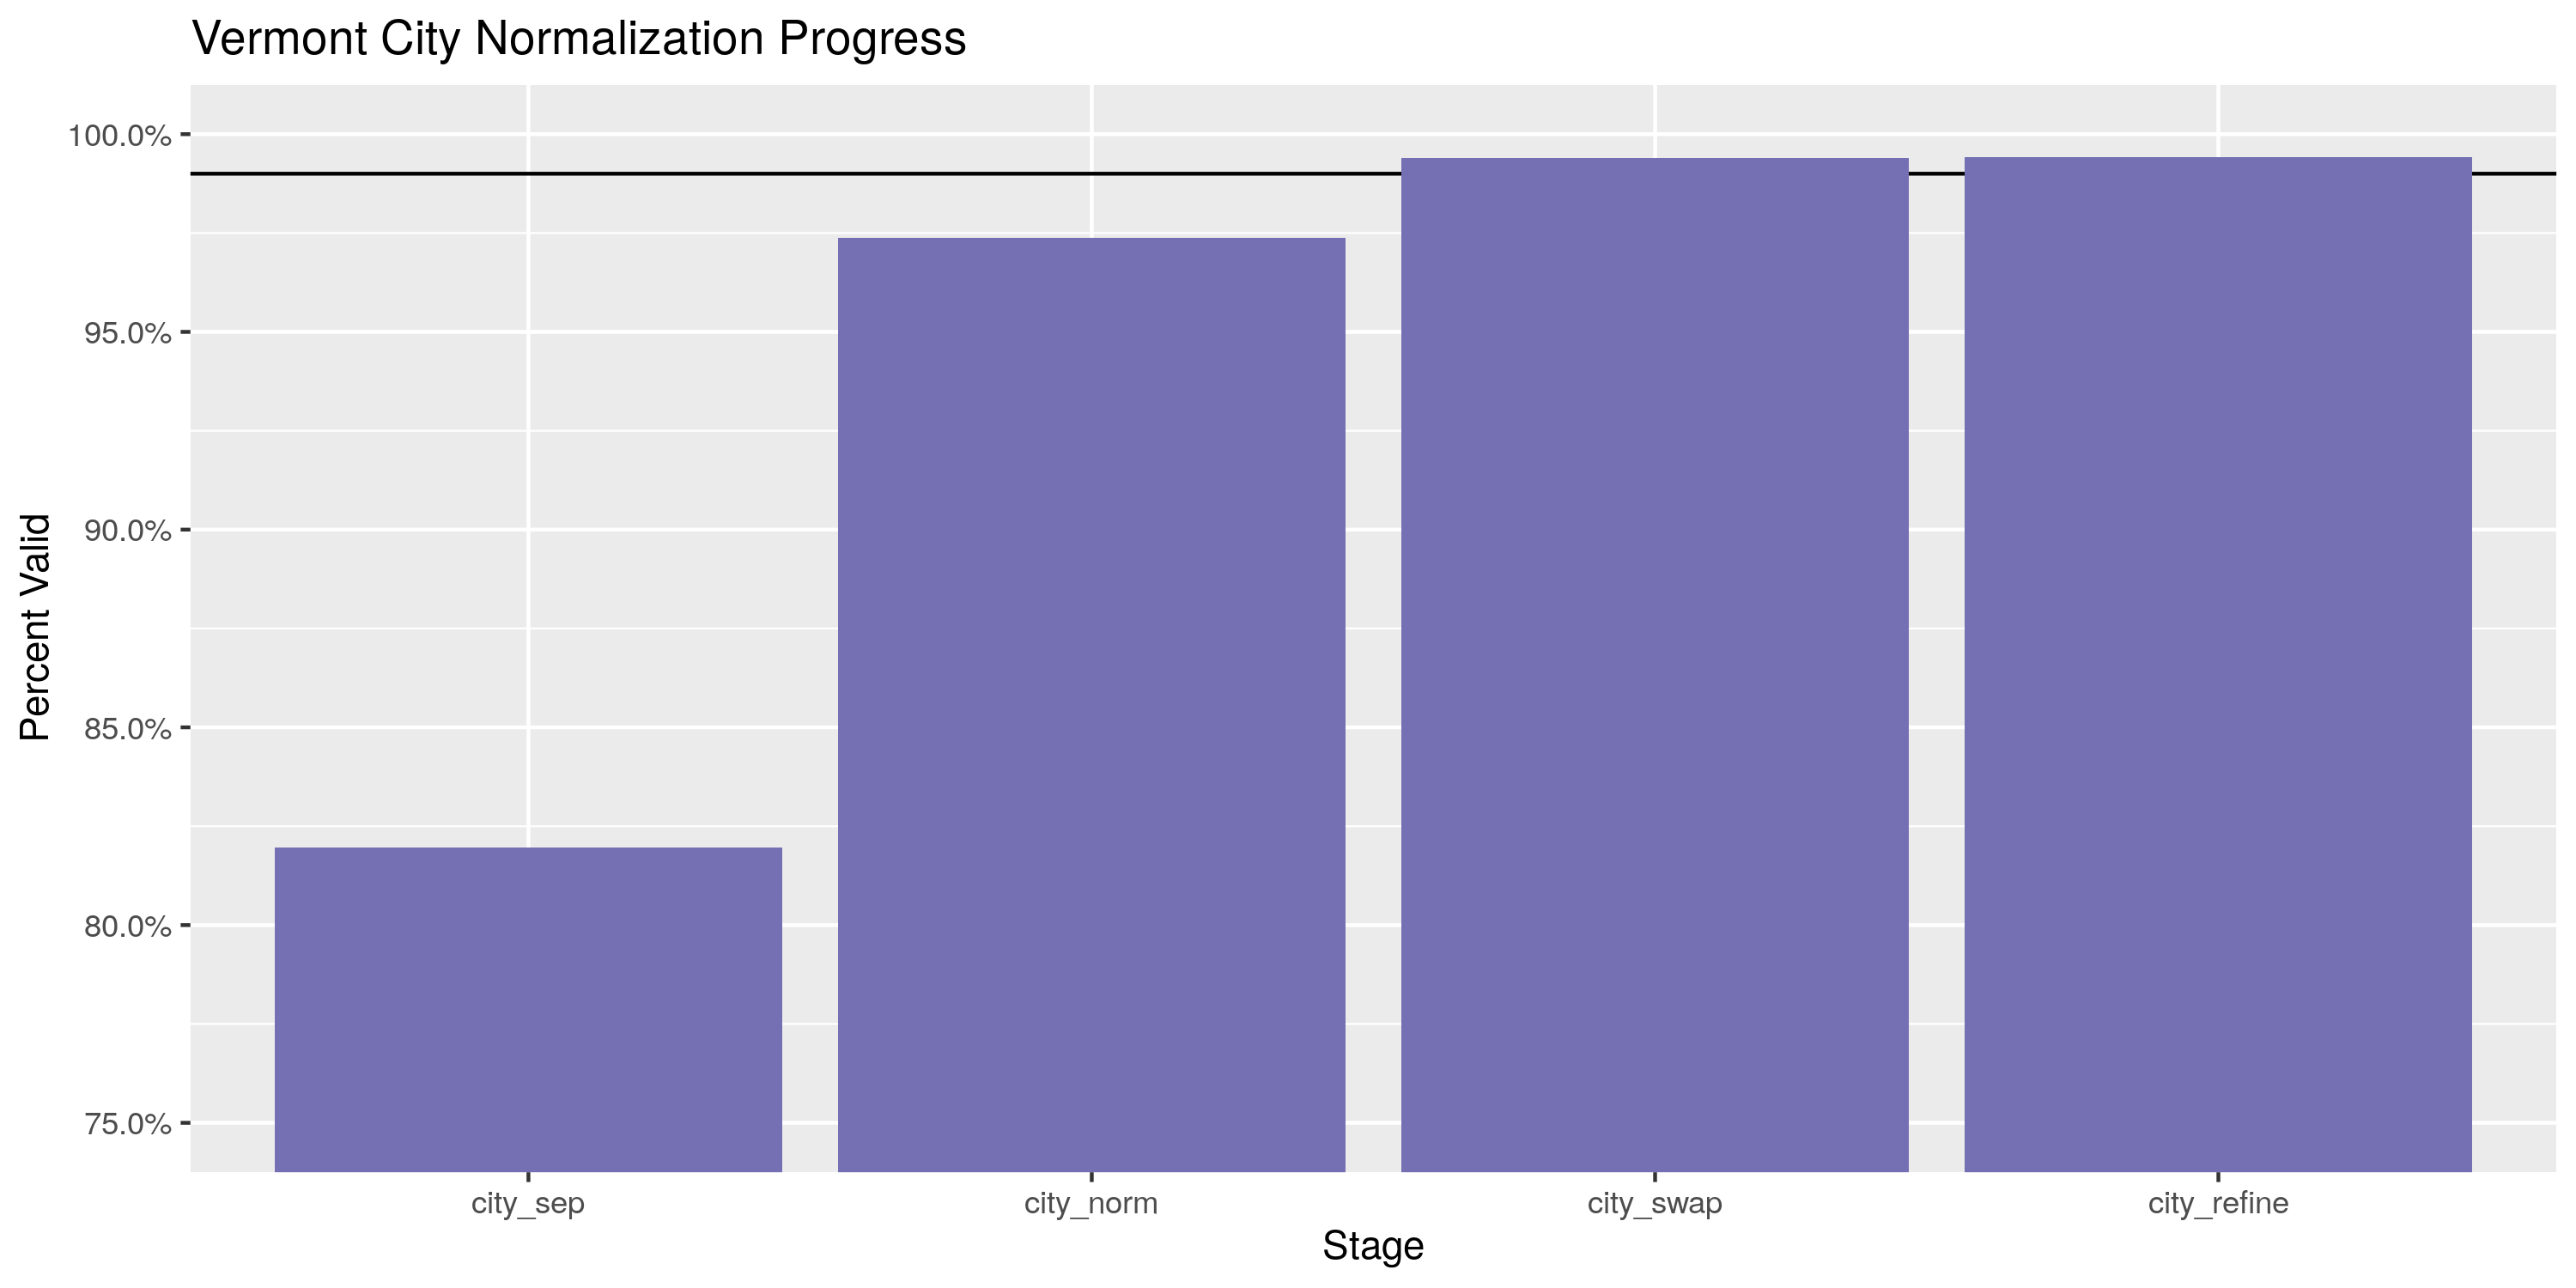 Vermont City Normalization Progress
Percent Valid
100.0%
95.0%
90.0%
85.0%
80.0%
75.0%
city_sep
city_norm
city_swap
city_refine
Stage